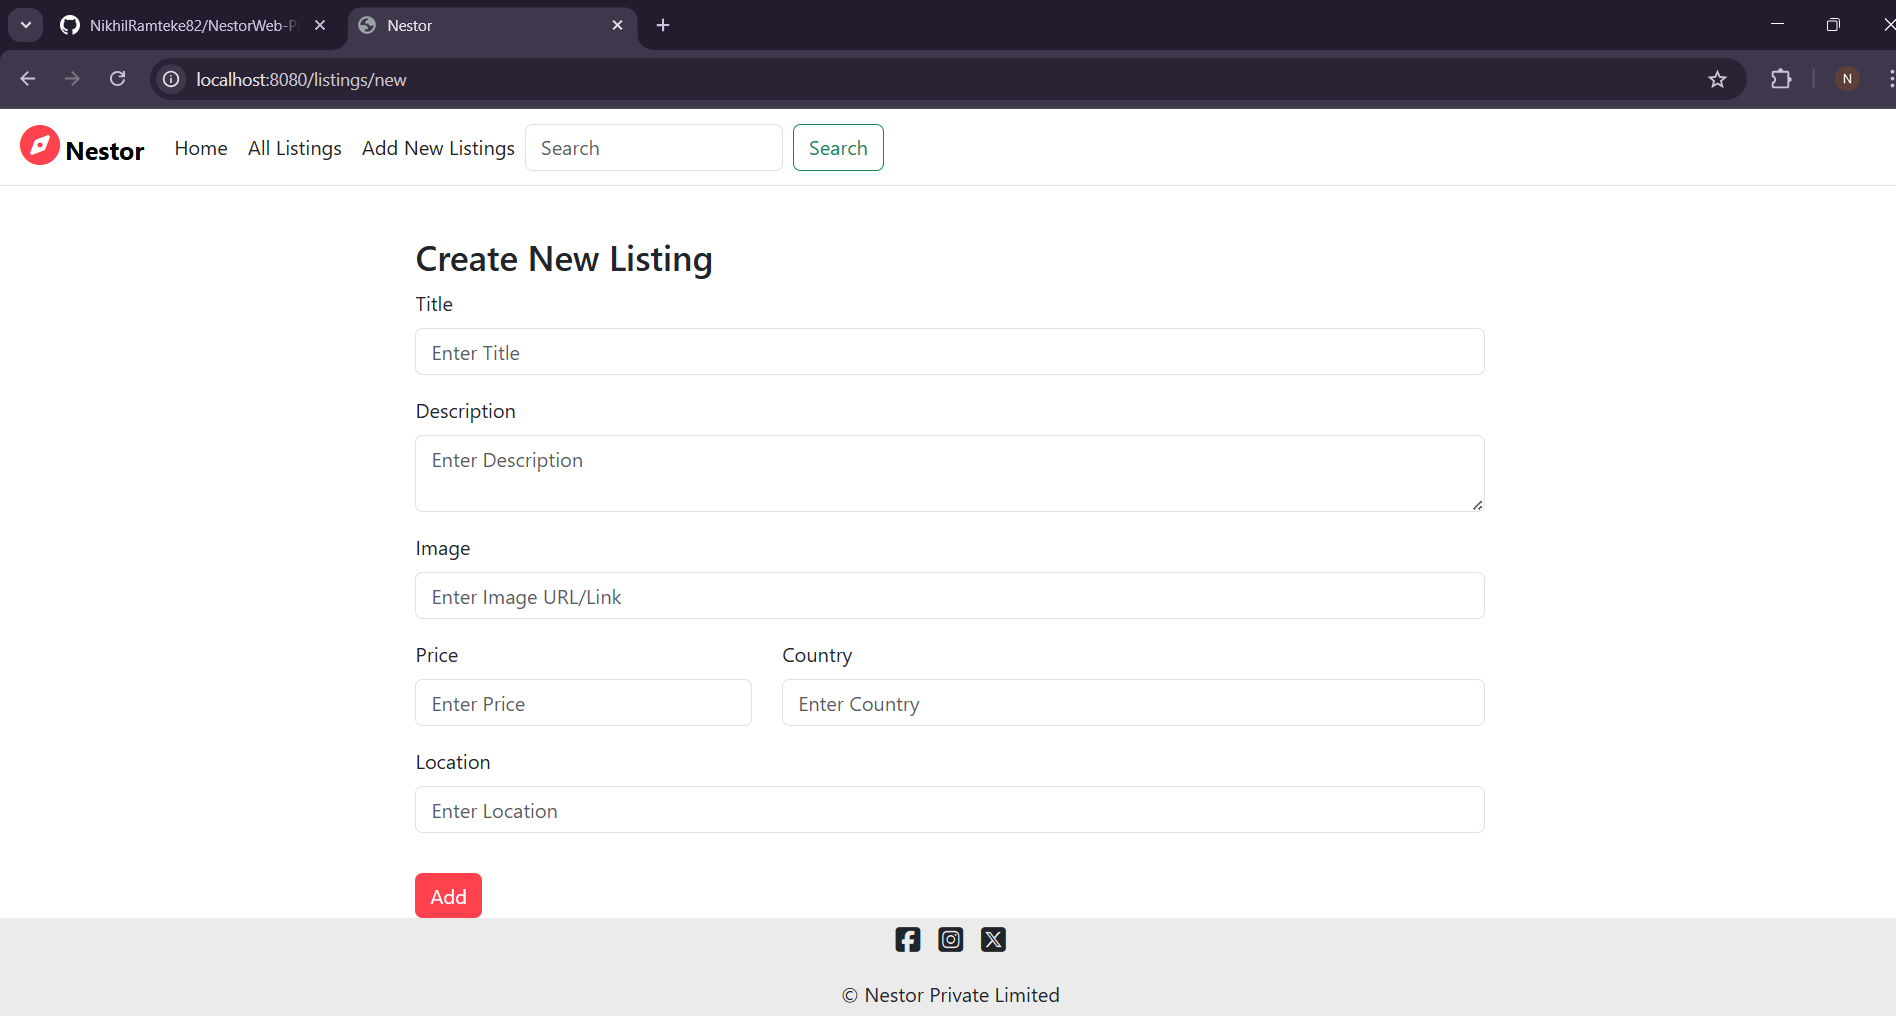 NikhilRamteke82/NestorWeb-P
Nestor
localhost:8080/listings/new
N
Nestor
Home All Listings Add New Listings Search Search
Create New Listing
Title
Enter Title
Description
Enter Description
Image
Enter Image URL/Link
Price Country
Enter Price Enter Country
Location
Enter Location
Add
© Nestor Private Limited